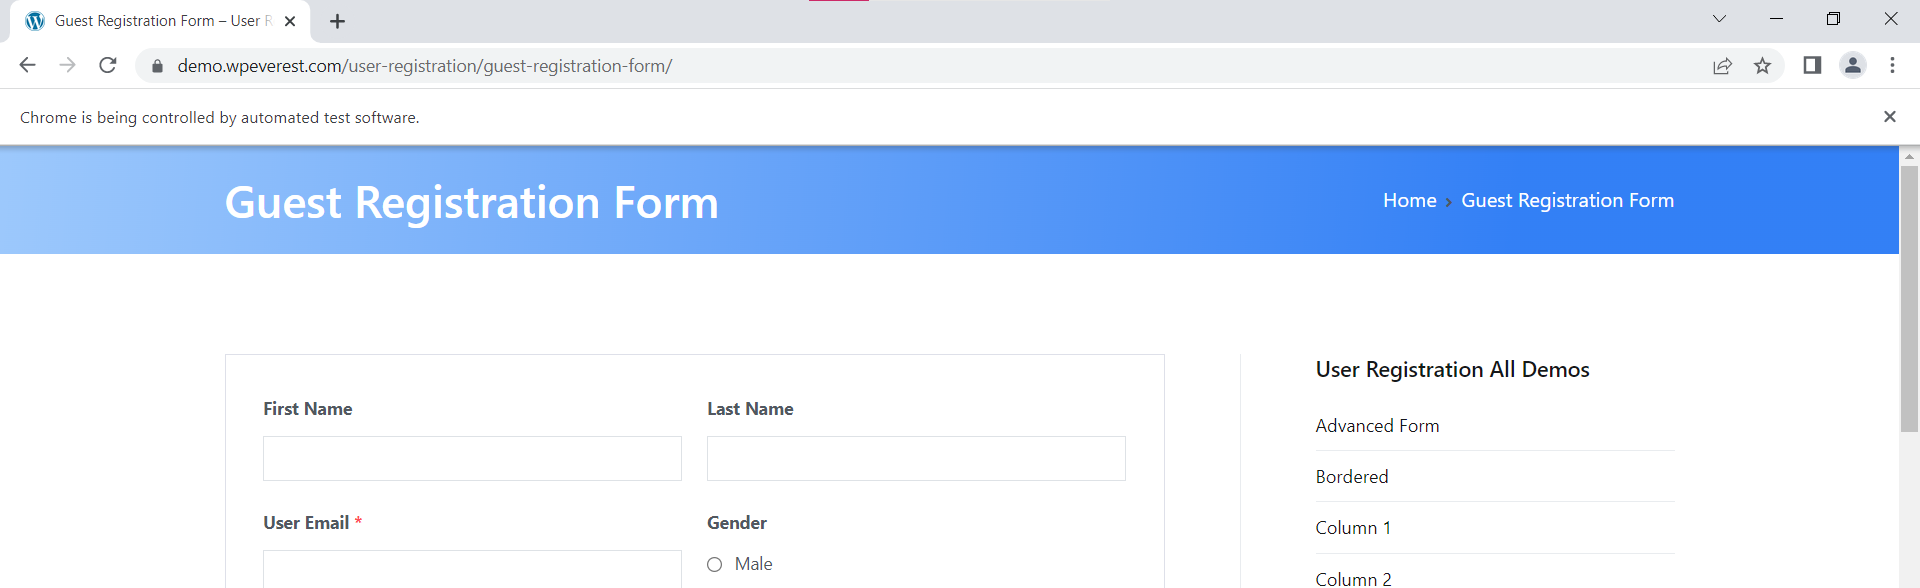 Guest Registration Form – User R
demo.wpeverest.com/user-registration/guest-registration-form/
Chrome is being controlled by automated test software.
Guest Registration Form
Home › Guest Registration Form
First Name
Last Name
User Email *
Gender
Male
User Registration All Demos
Advanced Form
Bordered
Column 1
Column 2